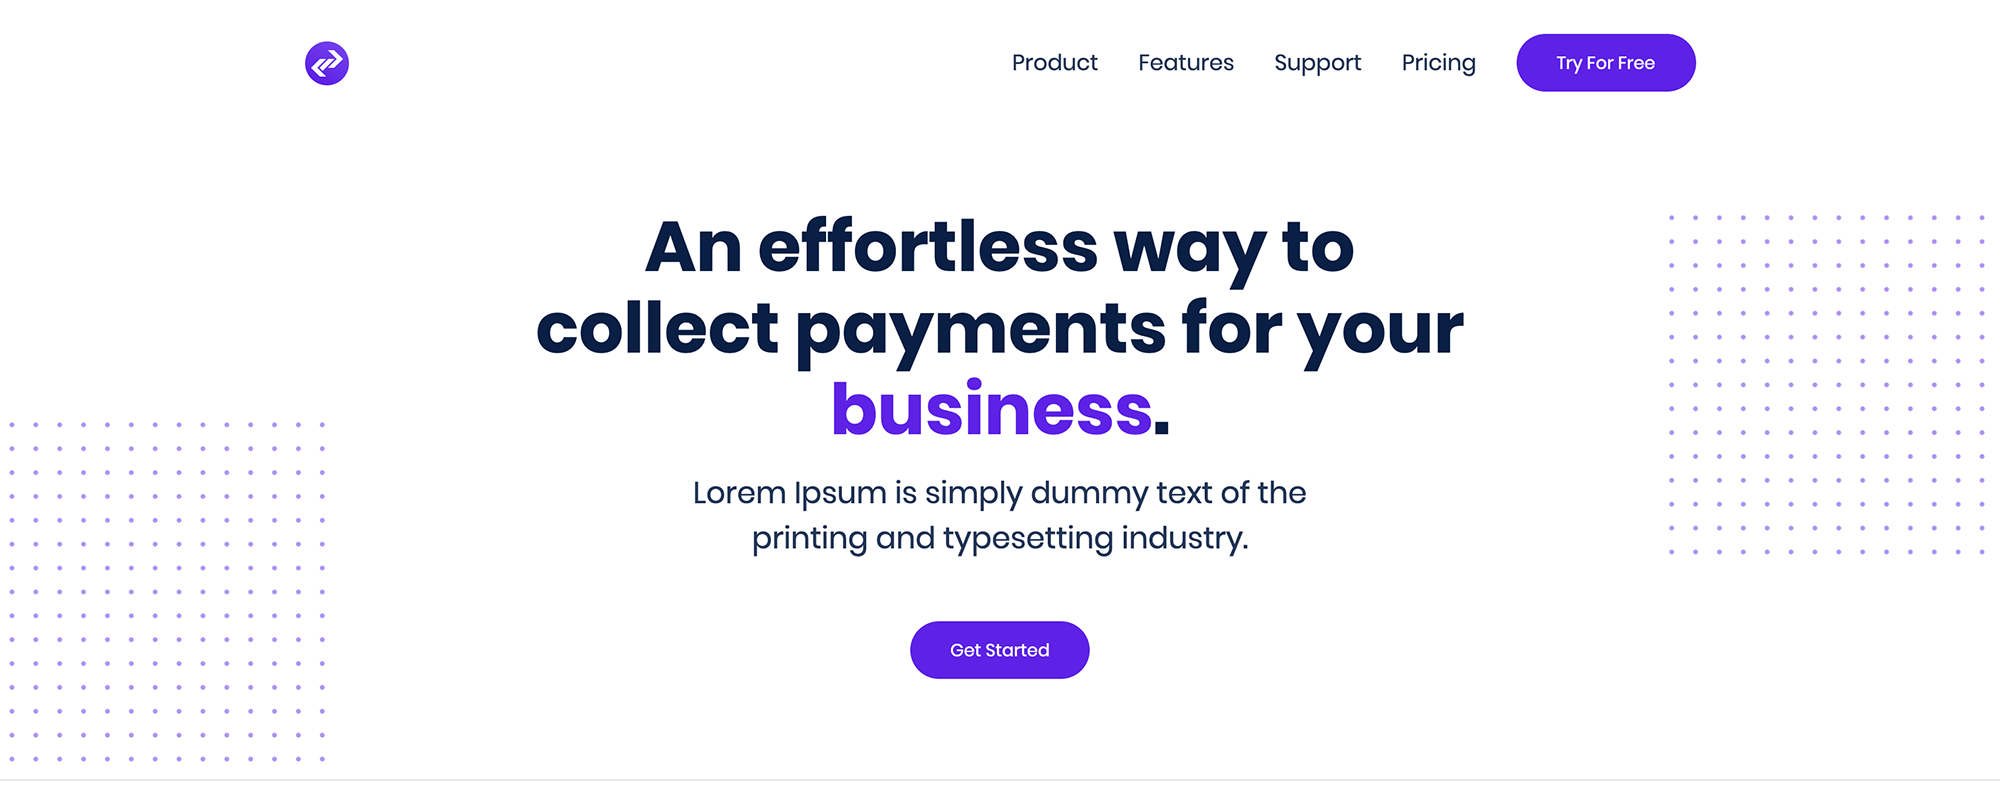 Product Features Support Pricing Try For Free
An effortless way to
collect payments for your
business.
Lorem Ipsum is simply dummy text of the
printing and typesetting industry.
Get Started